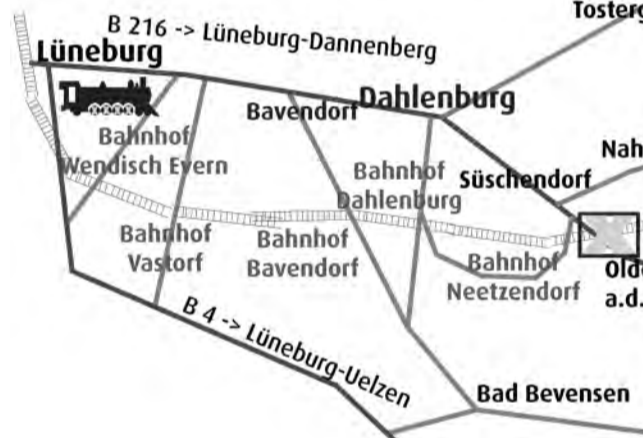 Tosterg
B 216 -> Lüneburg-Dannenberg
Lüneburg
Bavendorf
Dahlenburg
Bahnhof
Wendisch Evern
Nah
Bahnhof
Dahlenburg
Süschendorf
Bahnhof
Vastorf
Bahnhof
Bavendorf
Bahnhof
Neetzendorf
Olde
a.d.
B 4 -> Lüneburg-Uelzen
Bad Bevensen